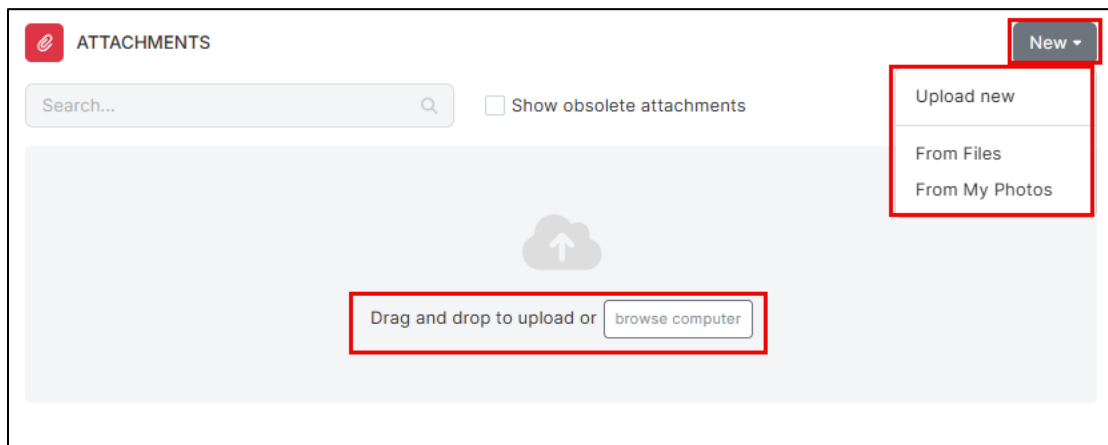 ATTACHMENTS
New
Search...
Show obsolete attachments
Upload new
From Files
From My Photos
Drag and drop to upload or browse computer